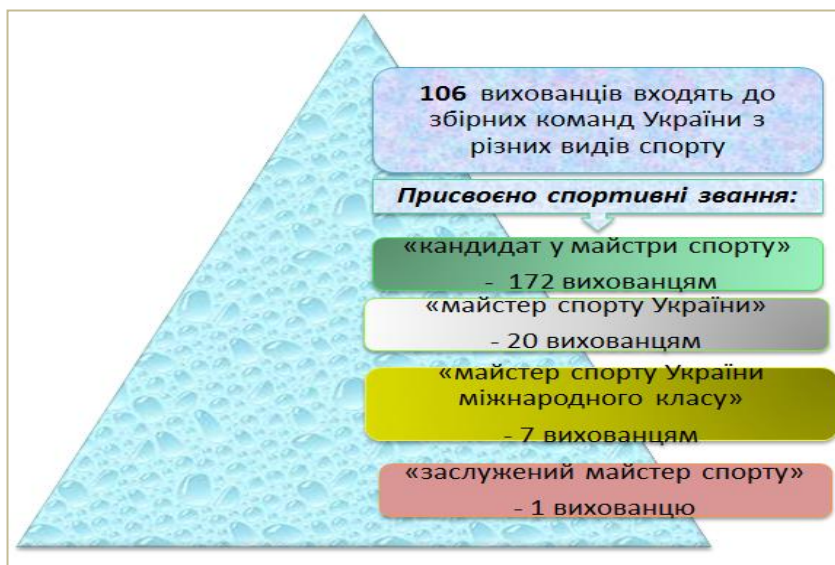 106 вихованців входять до
збірних команд України з
різних видів спорту
Присвоєно спортивні звання:
«кандидат у майстри спорту»
- 172 вихованцям
«майстер спорту України»
- 20 вихованцям
«майстер спорту України
міжнародного класу»
- 7 вихованцям
«заслужений майстер спорту»
- 1 вихованцю